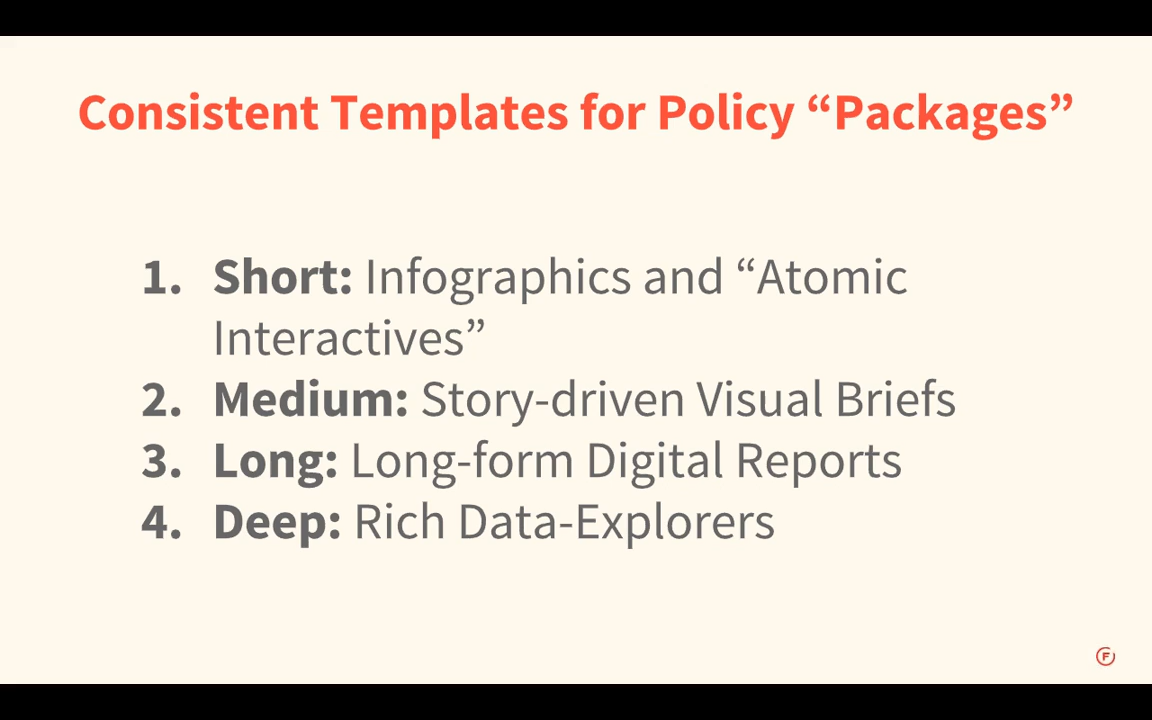 Consistent Templates for Policy “Packages”
1. Short: Infographics and “Atomic
Interactives”
2. Medium: Story-driven Visual Briefs
3. Long: Long-form Digital Reports
4. Deep: Rich Data-Explorers
F